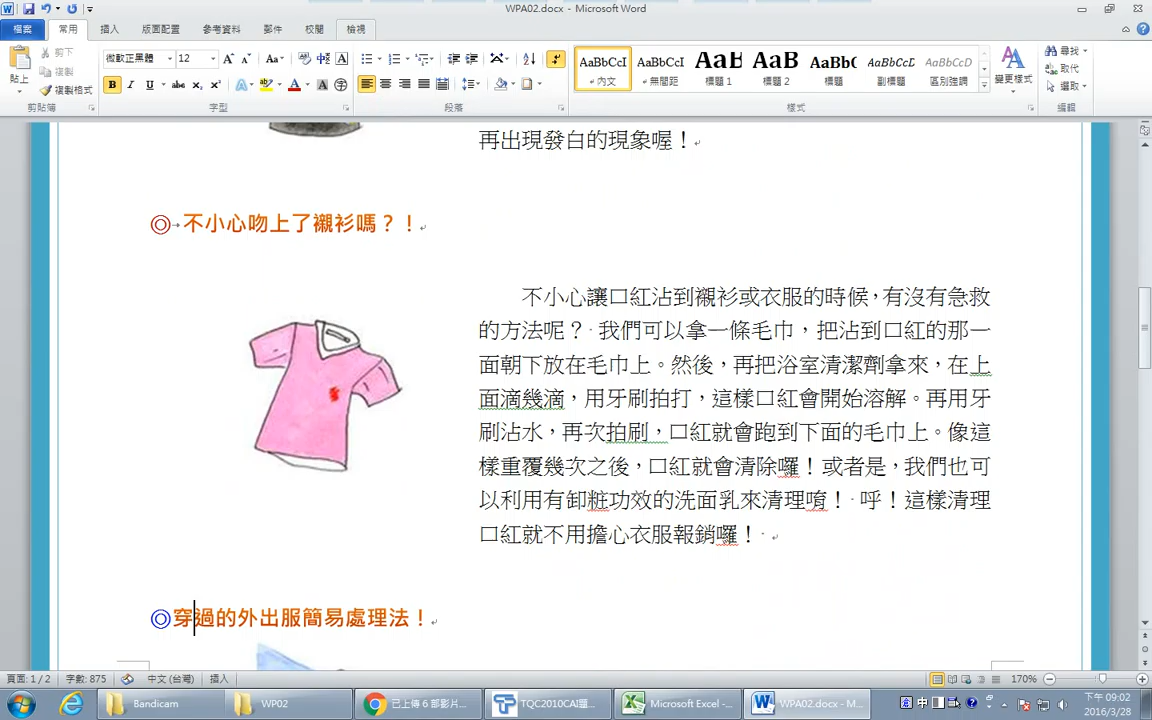 WPA02.docx - Microsoft Word
檔案 常用 插入 版面配置 參考資料 郵件 校閱 檢視
貼上
剪下
複製
複製格式
剪貼簿
微軟正黑體 12
字型
段落
AaBbCcI AaBbCcI AaB AaB AaBb( AaBbCcI AaBbCcD
內文 無間距 標題 1 標題 2 標題 副標題 區別強調
變更樣式
樣式
尋找
取代
選取
編輯
再出現發白的現象喔！
◎不小心吻上了襯衫嗎？！
不小心讓口紅沾到襯衫或衣服的時候，有沒有急救
的方法呢？ 我們可以拿一條毛巾，把沾到口紅的那一
面朝下放在毛巾上。然後，再把浴室清潔劑拿來，在上
面滴幾滴，用牙刷拍打，這樣口紅會開始溶解。再用牙
刷沾水，再次拍刷，口紅就會跑到下面的毛巾上。像這
樣重覆幾次之後，口紅就會清除囉！或者是，我們也可
以利用有卸粧功效的洗面乳來清理唷！ 呼！這樣清理
口紅就不用擔心衣服報銷囉！
◎穿過的外出服簡易處理法！
頁面: 1 / 2 字數: 875 中文 (台灣) 插入 170%
Bandicam WP02 已上傳 6 部影片... TQC2010CAI題... Microsoft Excel -... WPA02.docx - M...
中
下午 09:02
2016/3/28